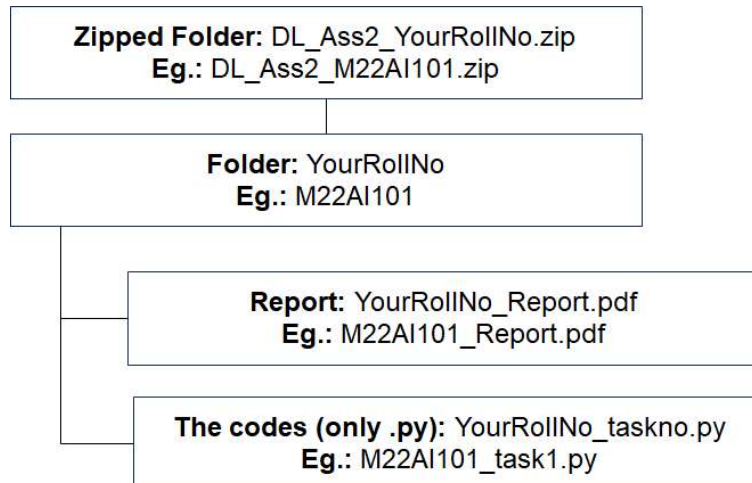 Zipped Folder: DL_Ass2_YourRollNo.zip
Eg.: DL_Ass2_M22AI101.zip
Folder: YourRollNo
Eg.: M22AI101
Report: YourRollNo_Report.pdf
Eg.: M22AI101_Report.pdf
The codes (only .py): YourRollNo_taskno.py
Eg.: M22AI101_task1.py